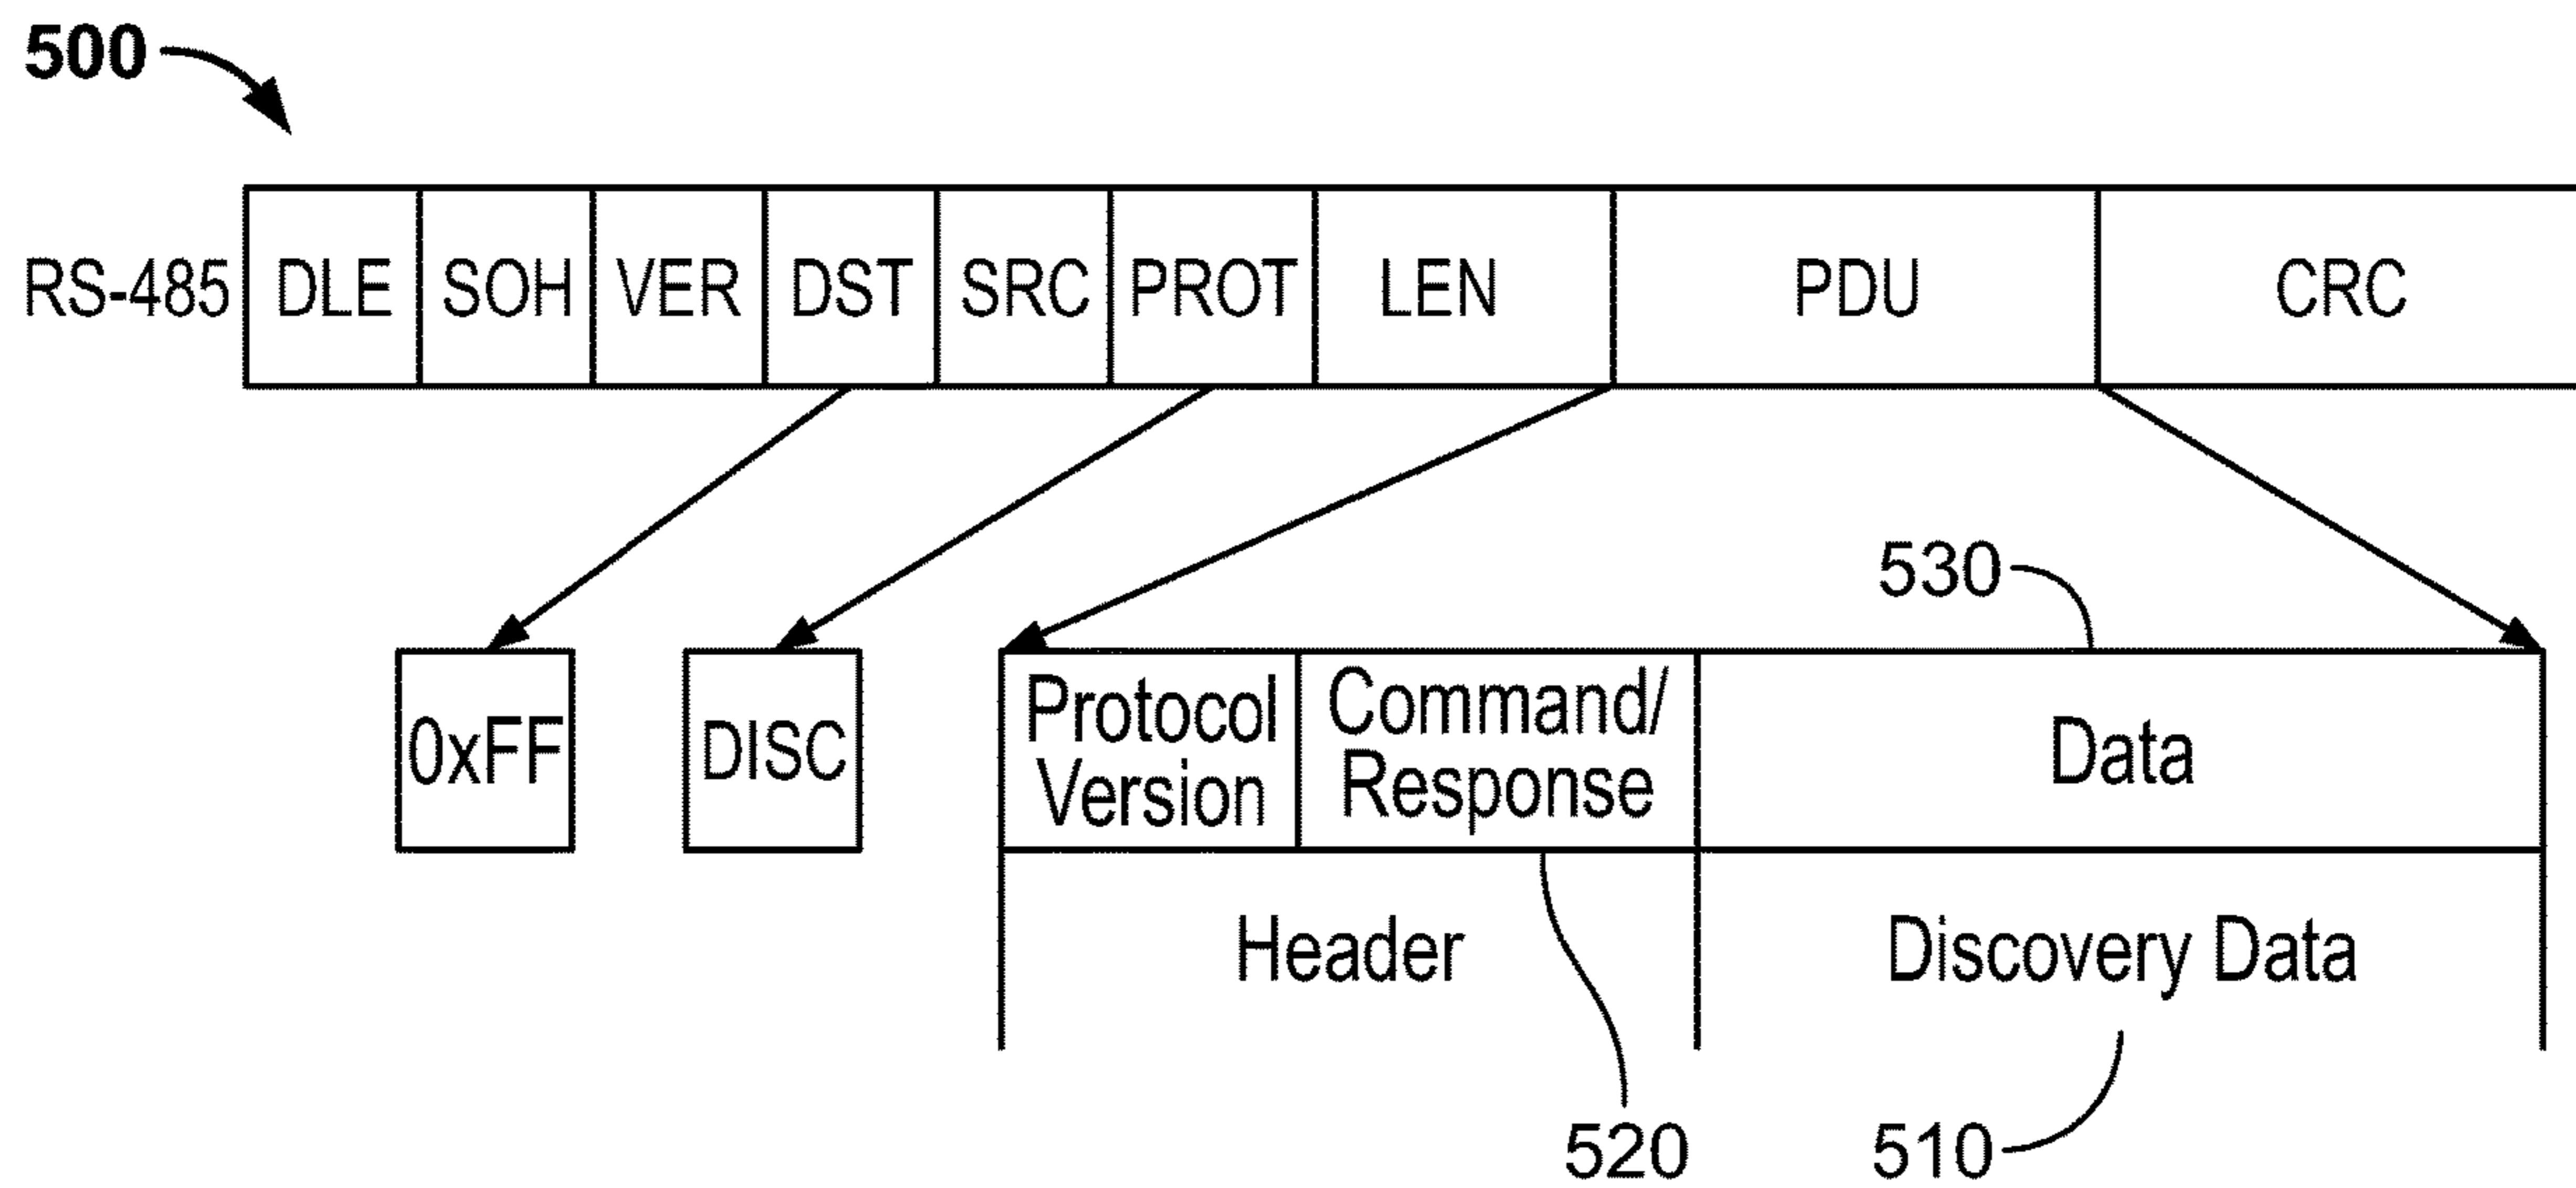 500
RS-485 DLE SOH VER DST SRC PROT LEN PDU CRC
530
0xFF DISC Protocol Version Command/ Response Data
Header Discovery Data
520 510